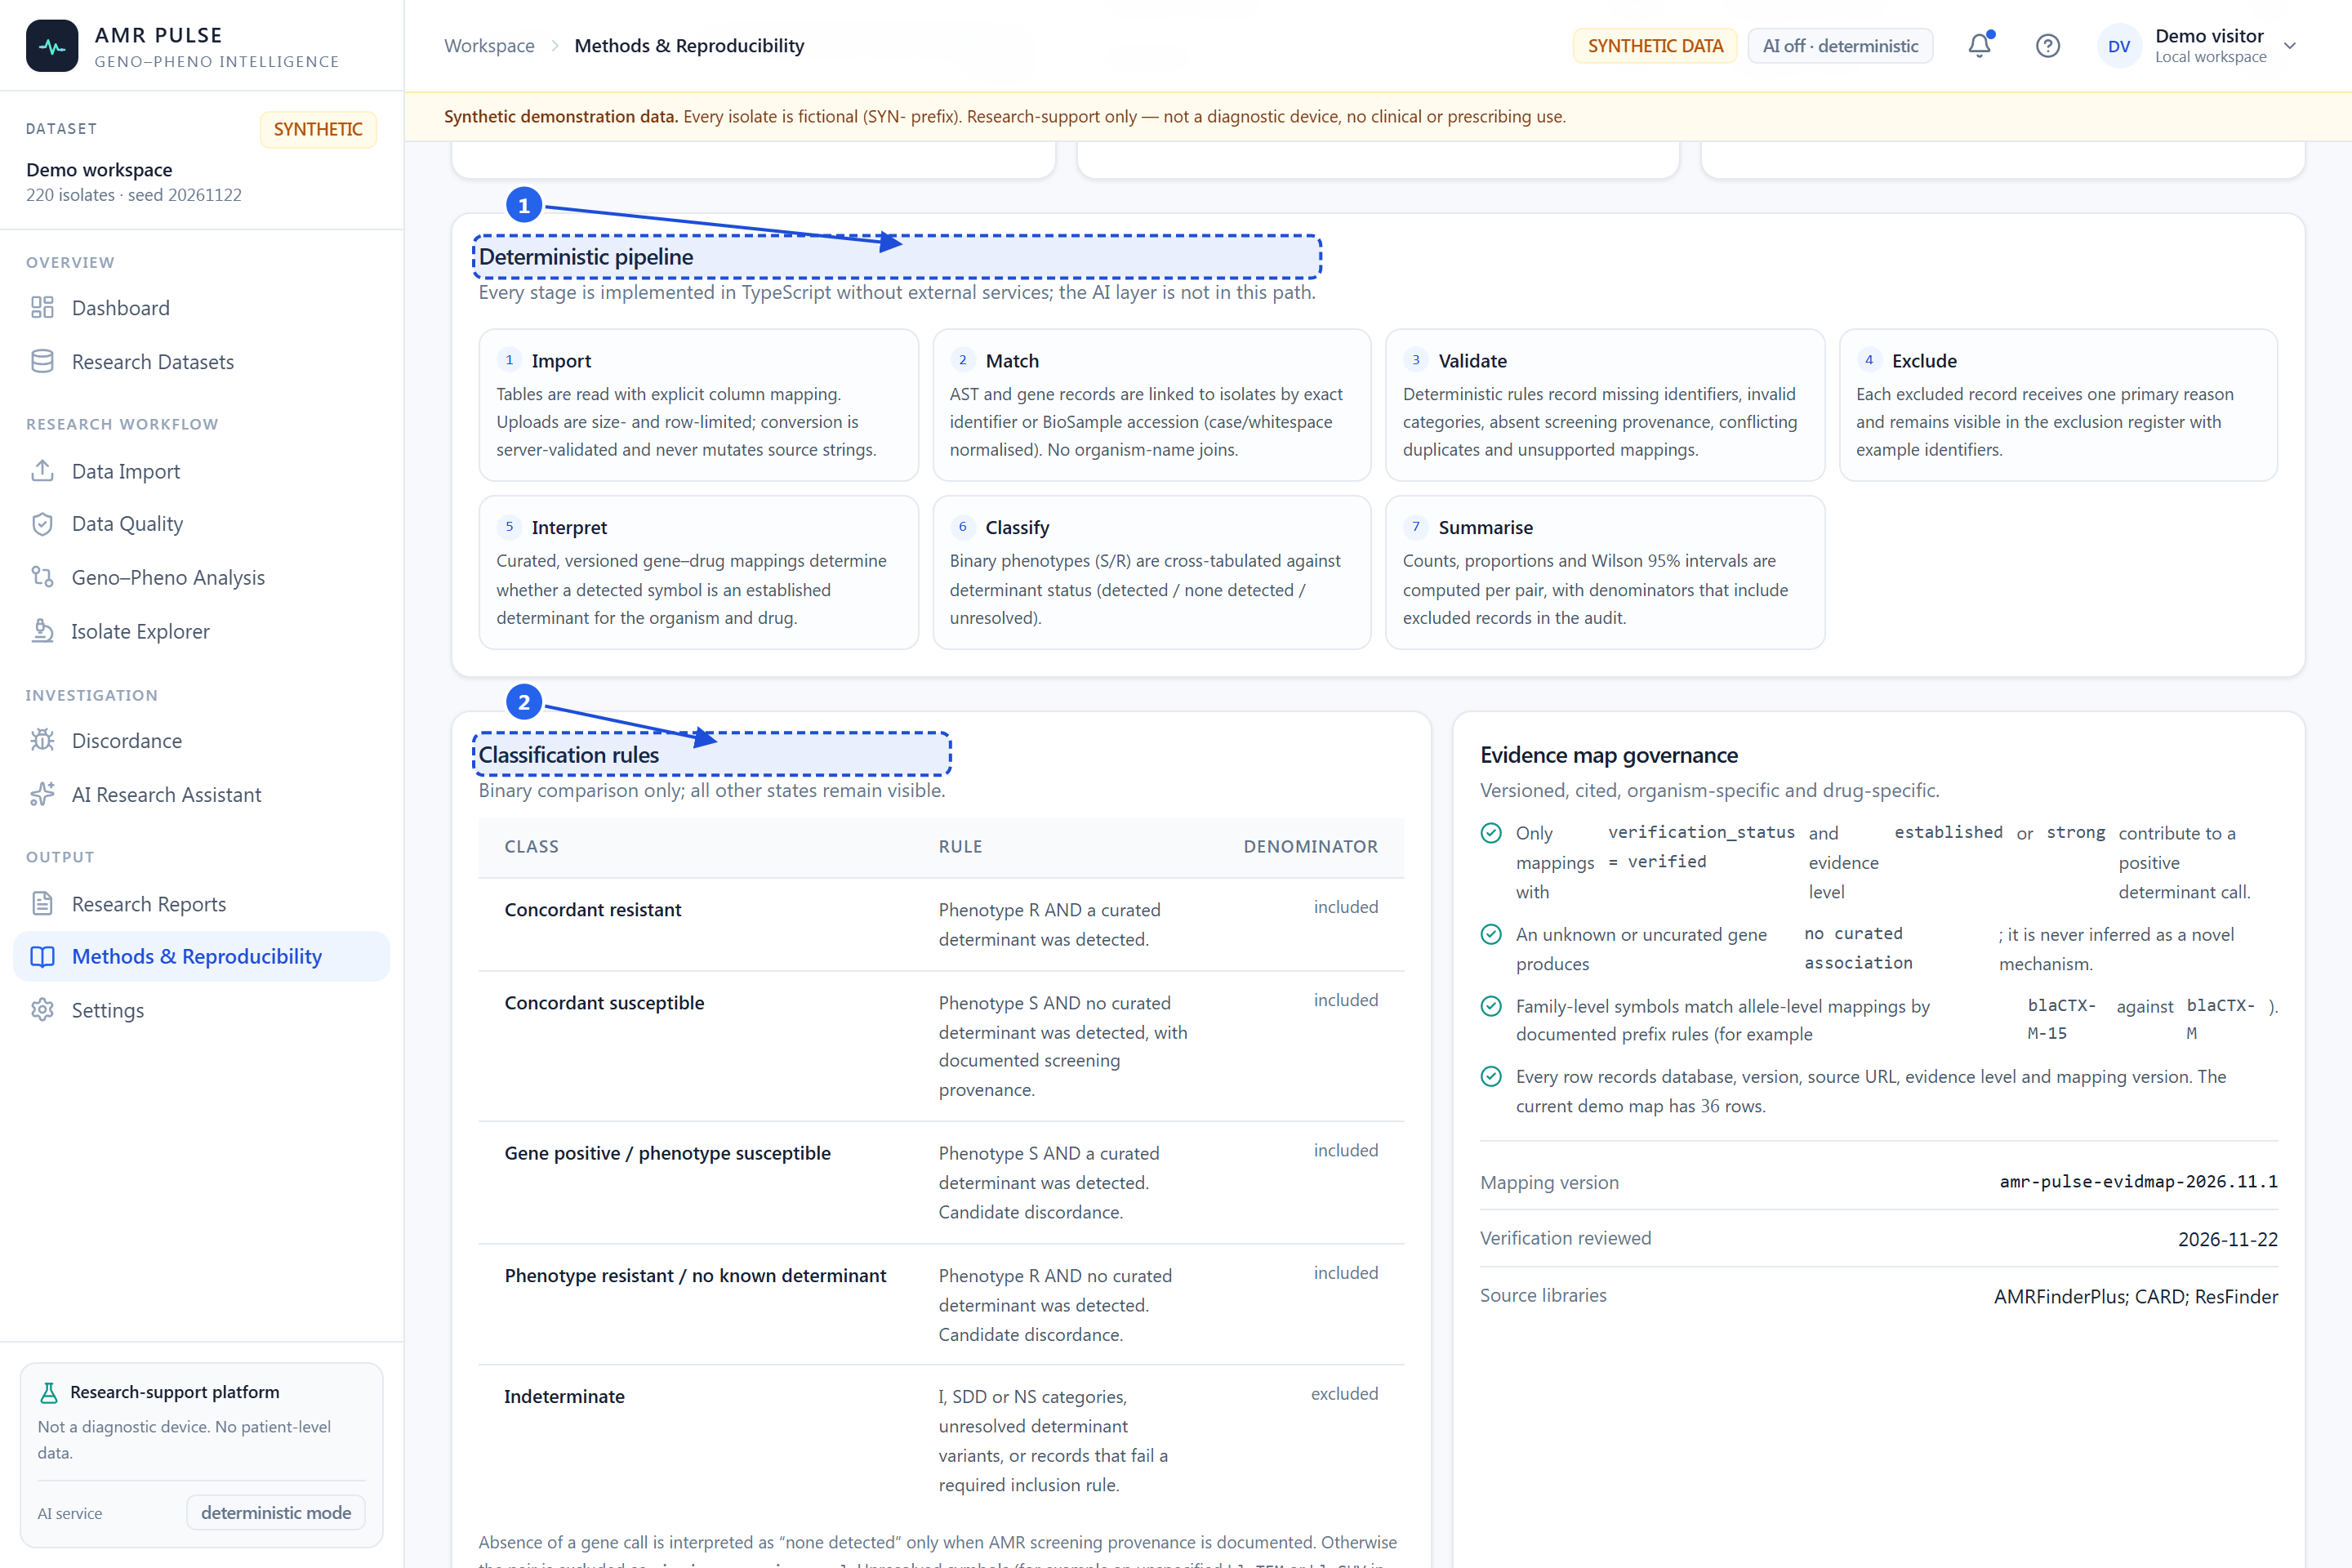 AMR PULSE
GENO–PHENO INTELLIGENCE
DATASET
SYNTHETIC
Demo workspace
220 isolates · seed 20261122
OVERVIEW
Dashboard
Research Datasets
RESEARCH WORKFLOW
Data Import
Data Quality
Geno–Pheno Analysis
Isolate Explorer
INVESTIGATION
Discordance
AI Research Assistant
OUTPUT
Research Reports
Methods & Reproducibility
Settings
Research-support platform
Not a diagnostic device. No patient-level
data.
AI service
deterministic mode
Workspace
Methods & Reproducibility
SYNTHETIC DATA
AI off · deterministic
DV
Demo visitor
Local workspace
Synthetic demonstration data. Every isolate is fictional (SYN- prefix). Research-support only — not a diagnostic device, no clinical or prescribing use.
1
Deterministic pipeline
Every stage is implemented in TypeScript without external services; the AI layer is not in this path.
1 Import
Tables are read with explicit column mapping.
Uploads are size- and row-limited; conversion is
server-validated and never mutates source strings.
2 Match
AST and gene records are linked to isolates by exact
identifier or BioSample accession (case/whitespace
normalised). No organism-name joins.
3 Validate
Deterministic rules record missing identifiers, invalid
categories, absent screening provenance, conflicting
duplicates and unsupported mappings.
4 Exclude
Each excluded record receives one primary reason
and remains visible in the exclusion register with
example identifiers.
5 Interpret
Curated, versioned gene–drug mappings determine
whether a detected symbol is an established
determinant for the organism and drug.
6 Classify
Binary phenotypes (S/R) are cross-tabulated against
determinant status (detected / none detected /
unresolved).
7 Summarise
Counts, proportions and Wilson 95% intervals are
computed per pair, with denominators that include
excluded records in the audit.
2
Classification rules
Binary comparison only; all other states remain visible.
CLASS RULE DENOMINATOR
Concordant resistant
Phenotype R AND a curated
determinant was detected.
included
Concordant susceptible
Phenotype S AND no curated
determinant was detected, with
documented screening
provenance.
included
Gene positive / phenotype susceptible
Phenotype S AND a curated
determinant was detected.
Candidate discordance.
included
Phenotype resistant / no known determinant
Phenotype R AND no curated
determinant was detected.
Candidate discordance.
included
Indeterminate
I, SDD or NS categories,
unresolved determinant
variants, or records that fail a
required inclusion rule.
excluded
Absence of a gene call is interpreted as “none detected” only when AMR screening provenance is documented. Otherwise
Evidence map governance
Versioned, cited, organism-specific and drug-specific.
Only verification_status and established or strong contribute to a
mappings = verified evidence positive
with level determinant call.
An unknown or uncurated gene no curated ; it is never inferred as a novel
produces association mechanism.
Family-level symbols match allele-level mappings by blaCTX- against blaCTX- ).
documented prefix rules (for example M-15 M
Every row records database, version, source URL, evidence level and mapping version. The
current demo map has 36 rows.
Mapping version amr-pulse-evidmap-2026.11.1
Verification reviewed 2026-11-22
Source libraries AMRFinderPlus; CARD; ResFinder